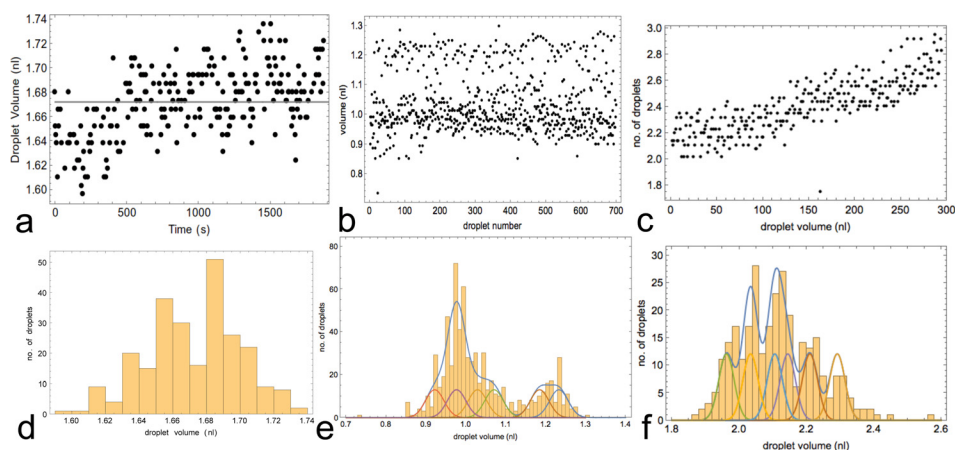 Droplet Volume (nl)
1.74
1.72
1.70
1.68
1.66
1.64
1.62
1.60
0 500 1000 1500
Time (s)
a
volume (nl)
1.3
1.2
1.1
1.0
0.9
0.8
0 100 200 300 400 500 600 700
droplet number
b
no. of droplets
3.0
2.8
2.6
2.4
2.2
2.0
1.8
0 50 100 150 200 250 300
droplet volume (nl)
c
no. of droplets
50
40
30
20
10
0
1.60 1.62 1.64 1.66 1.68 1.70 1.72 1.74
droplet volume (nl)
d
no. of droplets
80
60
40
20
0
0.7 0.8 0.9 1.0 1.1 1.2 1.3 1.4
droplet volume (nl)
e
no. of droplets
30
25
20
15
10
5
0
1.8 2.0 2.2 2.4 2.6
droplet volume (nl)
f